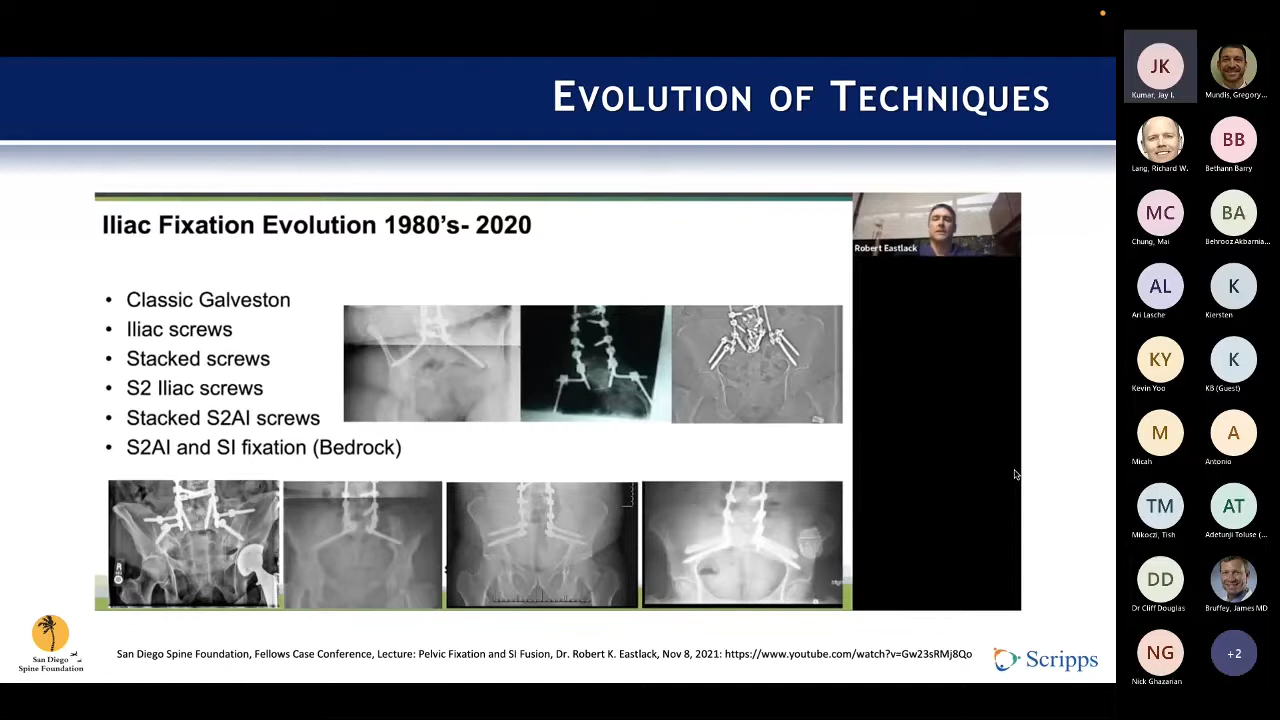 EVOLUTION OF TECHNIQUES
Iliac Fixation Evolution 1980’s- 2020
Robert Eastlack
• Classic Galveston
• Iliac screws
• Stacked screws
• S2 Iliac screws
• Stacked S2AI screws
• S2AI and SI fixation (Bedrock)
San Diego
Spine Foundation
San Diego Spine Foundation, Fellows Case Conference, Lecture: Pelvic Fixation and SI Fusion, Dr. Robert K. Eastlack, Nov 8, 2021: https://www.youtube.com/watch?v=Gw23sRMj8Qo
Scripps
JK
Kumar, Jay I.
Mundis, Gregory...
Lang, Richard W.
BB
Bethann Barry
MC
Chung, Mai
BA
Behrooz Akbarnia...
AL
Ari Lasche
K
Kiersten
KY
Kevin Yoo
K
KB (Guest)
M
Micah
A
Antonio
TM
Mikoczi, Tish
AT
Adetunji Toluse (...
DD
Dr Cliff Douglas
Bruffey, James MD
NG
Nick Ghazarian
+2